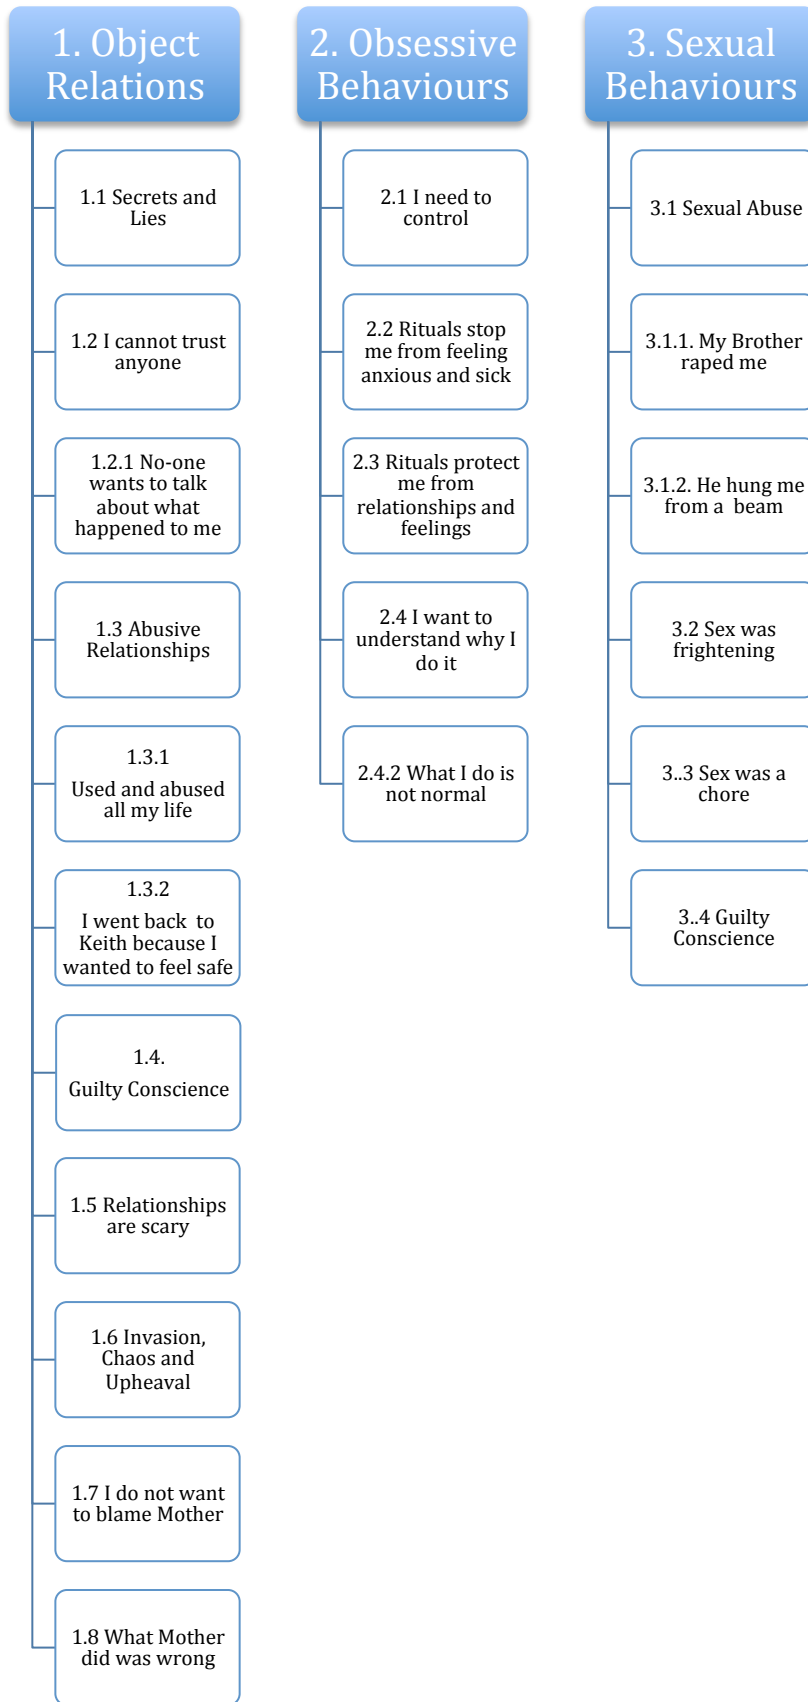 1. Object
Relations
1.1 Secrets and
Lies
1.2 I cannot trust
anyone
1.2.1 No-one
wants to talk
about what
happened to me
1.3 Abusive
Relationships
1.3.1
Used and abused
all my life
1.3.2
I went back to
Keith because I
wanted to feel safe
1.4.
Guilty Conscience
1.5 Relationships
are scary
1.6 Invasion,
Chaos and
Upheaval
1.7 I do not want
to blame Mother
1.8 What Mother
did was wrong
2. Obsessive
Behaviours
2.1 I need to
control
2.2 Rituals stop
me from feeling
anxious and sick
2.3 Rituals protect
me from
relationships and
feelings
2.4 I want to
understand why I
do it
2.4.2 What I do is
not normal
3. Sexual
Behaviours
3.1 Sexual Abuse
3.1.1. My Brother
raped me
3.1.2. He hung me
from a beam
3.2 Sex was
frightening
3..3 Sex was a
chore
3..4 Guilty
Conscience